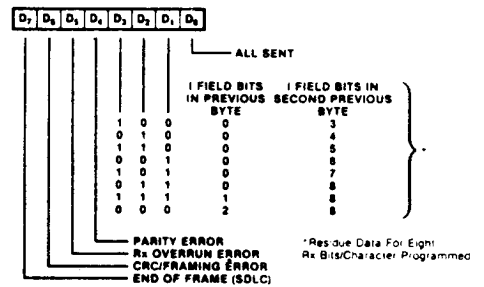 D7 D6 D5 D4 D3 D2 D1 D0
ALL SENT
I FIELD BITS I FIELD BITS IN
IN PREVIOUS SECOND PREVIOUS
BYTE BYTE
1 0 0 0 3
0 1 0 0 4
1 1 0 0 5
0 0 1 0 6
1 0 1 0 7
0 1 1 0 8
1 1 1 1 8
0 0 0 2 8
*
PARITY ERROR
Rx OVERRUN ERROR
CRC/FRAMING ERROR
END OF FRAME (SDLC)
*Residue Data For Eight
Rx Bits/Character Programmed